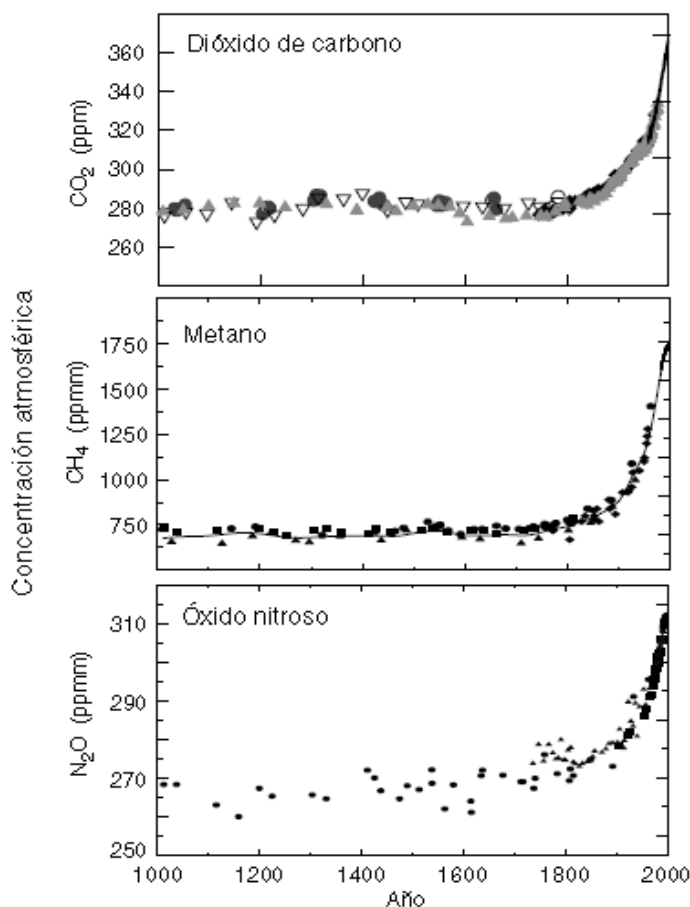 Concentración atmosférica
Dióxido de carbono
CO₂ (ppm)
360
340
320
300
280
260
Metano
CH₄ (ppmm)
1750
1500
1250
1000
750
Óxido nitroso
N₂O (ppmm)
310
290
270
250
1000 1200 1400 1600 1800 2000
Año